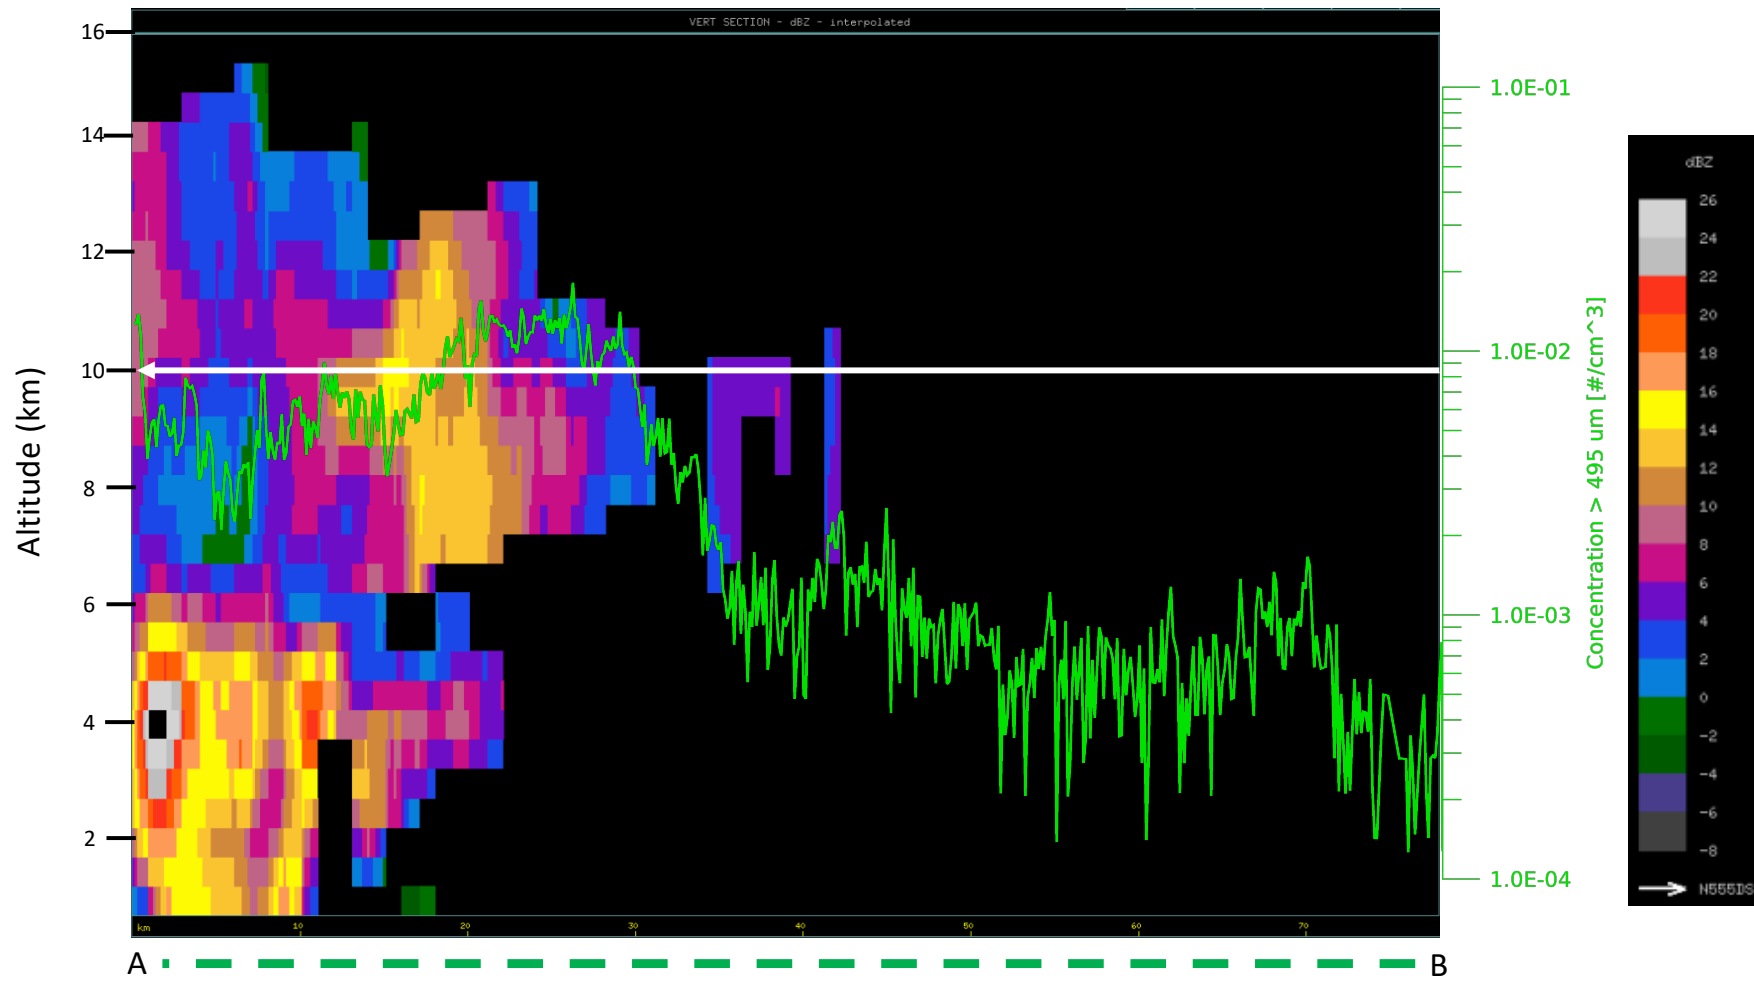 VERT SECTION - dBZ - interpolated
16
14
12
10
8
6
4
2
Altitude (km)
1.0E-01
1.0E-02
1.0E-03
1.0E-04
Concentration > 495 um [#/cm^3]
dBZ
26
24
22
20
18
16
14
12
10
8
6
4
2
0
-2
-4
-6
-8
N555DS
km
10
20
30
40
50
60
70
A
B